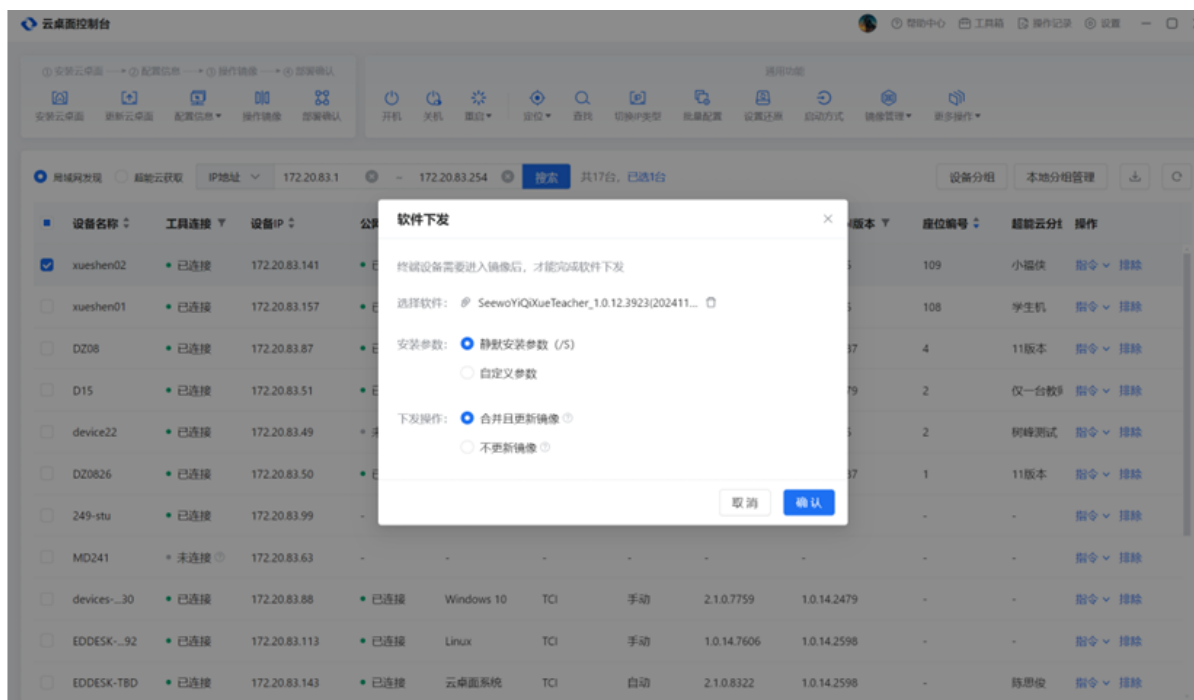 云桌面控制台 帮助中心 工具箱 操作记录 设置
①安装云桌面 ②配置信息 ③操作镜像 ④部署确认 通用功能
安装云桌面 更新云桌面 配置信息 操作镜像 部署确认 开机 关机 重启 定位 查找 切换IP类型 批量配置 设置还原 启动方式 镜像管理 更多操作
局域网发现 超能云获取 IP地址 172.20.83.1 – 172.20.83.254 搜索 共17台，已选1台 设备分组 本地分组管理
设备名称 工具连接 设备IP 版本 座位编号 超能云分 操作
软件下发
xueshen02 已连接 172.20.83.141 109 小福侠 指令 排除
终端设备需要进入镜像后，才能完成软件下发
xueshen01 已连接 172.20.83.157 108 学生机 指令 排除
选择软件： SeewoYiQiXueTeacher_1.0.12.3923(202411...
DZ08 已连接 172.20.83.87 4 11版本 指令 排除
安装参数： 静默安装参数（/S）
自定义参数
D15 已连接 172.20.83.51 2 仅一台教 指令 排除
下发操作： 合并且更新镜像
device22 已连接 172.20.83.49 2 树峰测试 指令 排除
不更新镜像
DZ0826 已连接 172.20.83.50 1 11版本 指令 排除
取消 确认
249-stu 已连接 172.20.83.99 - - - 指令 排除
MD241 未连接 172.20.83.63 - - - - - - - - 指令 排除
devices-...30 已连接 172.20.83.88 已连接 Windows 10 TCI 手动 2.1.0.7759 1.0.14.2479 - - 指令 排除
EDDESK-...92 已连接 172.20.83.113 已连接 Linux TCI 手动 1.0.14.7606 1.0.14.2598 - - 指令 排除
EDDESK-TBD 已连接 172.20.83.143 已连接 云桌面系统 TCI 自动 2.1.0.8322 1.0.14.2598 - 陈思俊 指令 排除